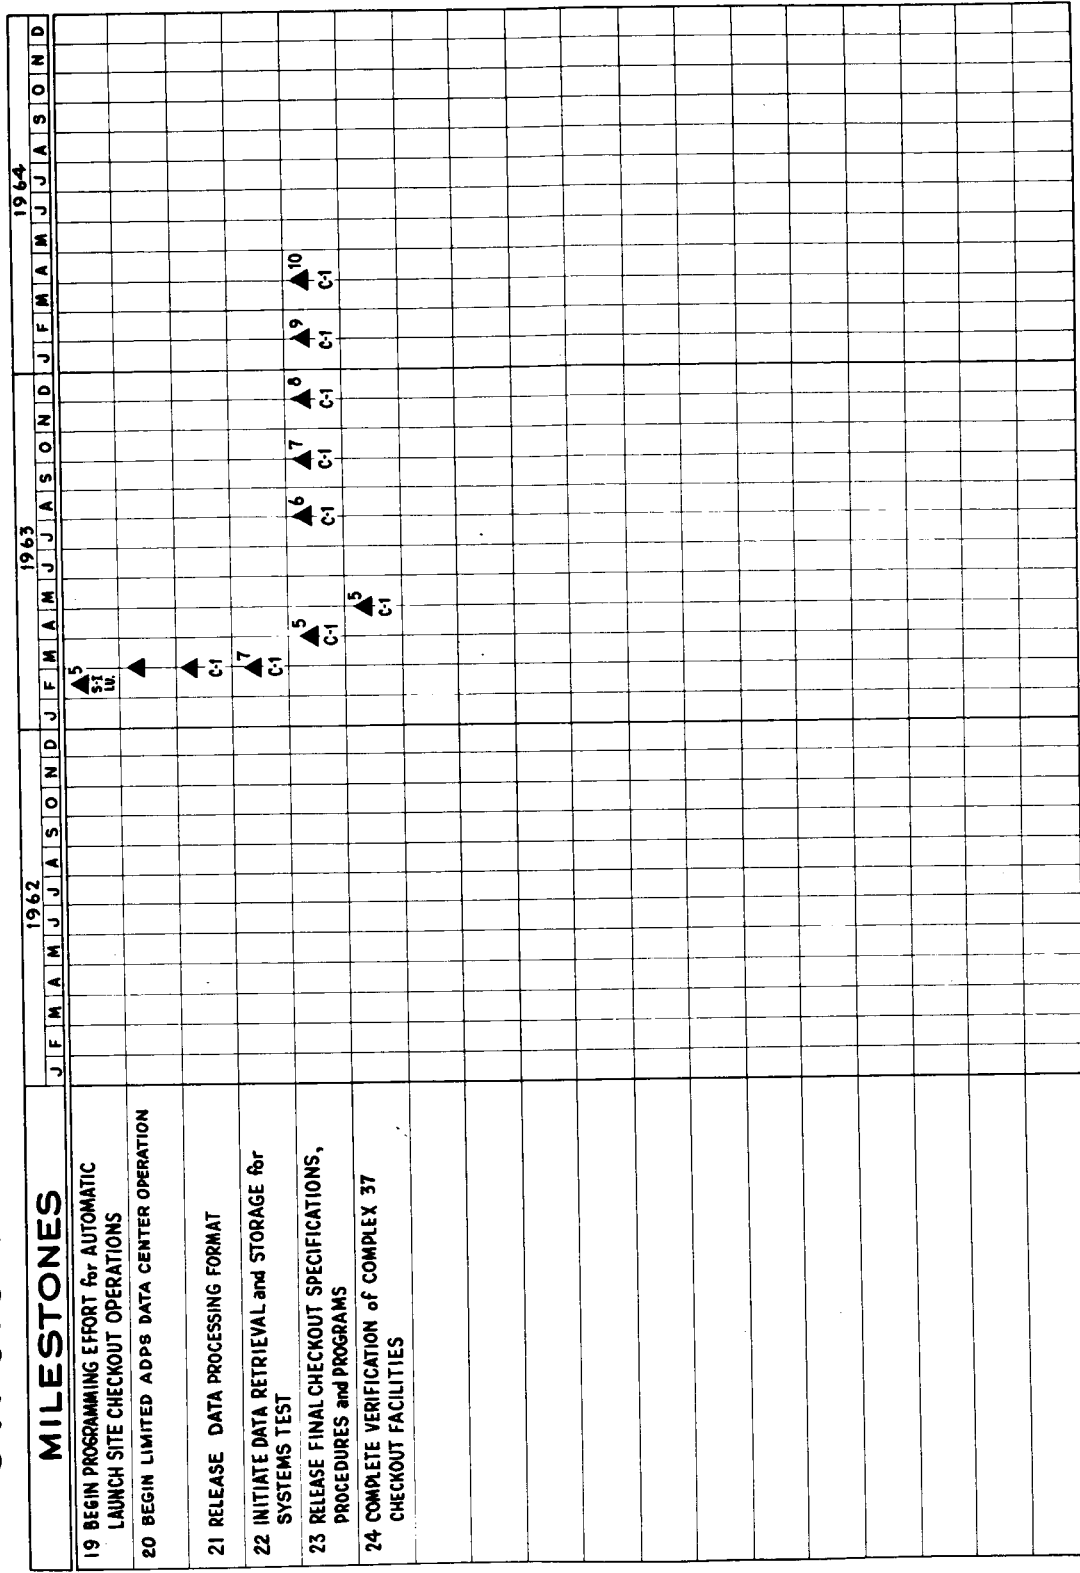 MILESTONES
1962 1963 1964
J F M A M J J A S O N D J F M A M J J A S O N D J F M A M J J A S O N D
19 BEGIN PROGRAMMING EFFORT for AUTOMATIC
LAUNCH SITE CHECKOUT OPERATIONS
5
S-I
I.U.
20 BEGIN LIMITED ADPS DATA CENTER OPERATION
21 RELEASE DATA PROCESSING FORMAT
C-1
22 INITIATE DATA RETRIEVAL and STORAGE for
SYSTEMS TEST
7
C-1
23 RELEASE FINAL CHECKOUT SPECIFICATIONS,
PROCEDURES and PROGRAMS
5 6 7 8 9 10
C-1 C-1 C-1 C-1 C-1 C-1
24 COMPLETE VERIFICATION of COMPLEX 37
CHECKOUT FACILITIES
5
C-1